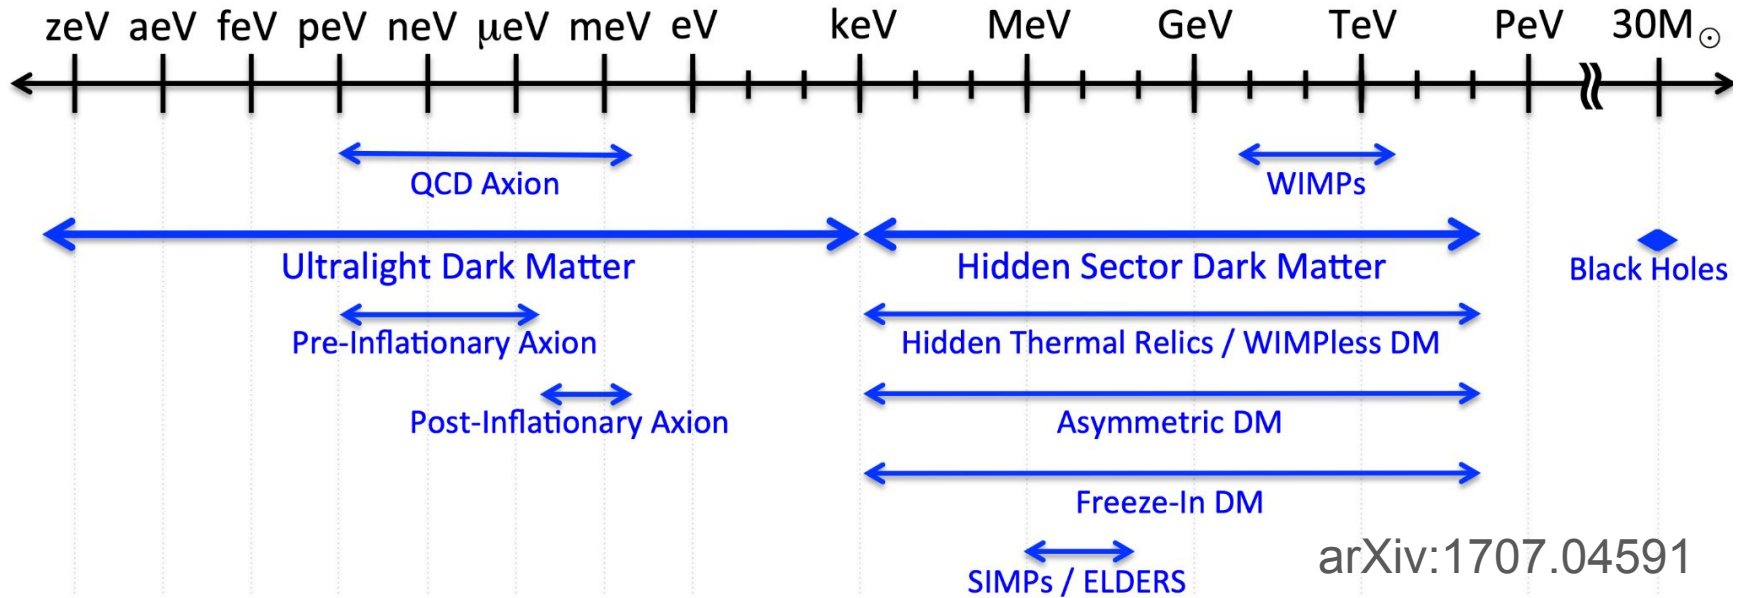 zeV aeV feV peV neV μeV meV eV keV MeV GeV TeV PeV 30M☉
QCD Axion WIMPs
Ultralight Dark Matter Hidden Sector Dark Matter Black Holes
Pre-Inflationary Axion Hidden Thermal Relics / WIMPless DM
Post-Inflationary Axion Asymmetric DM
Freeze-In DM
SIMPs / ELDERS
arXiv:1707.04591